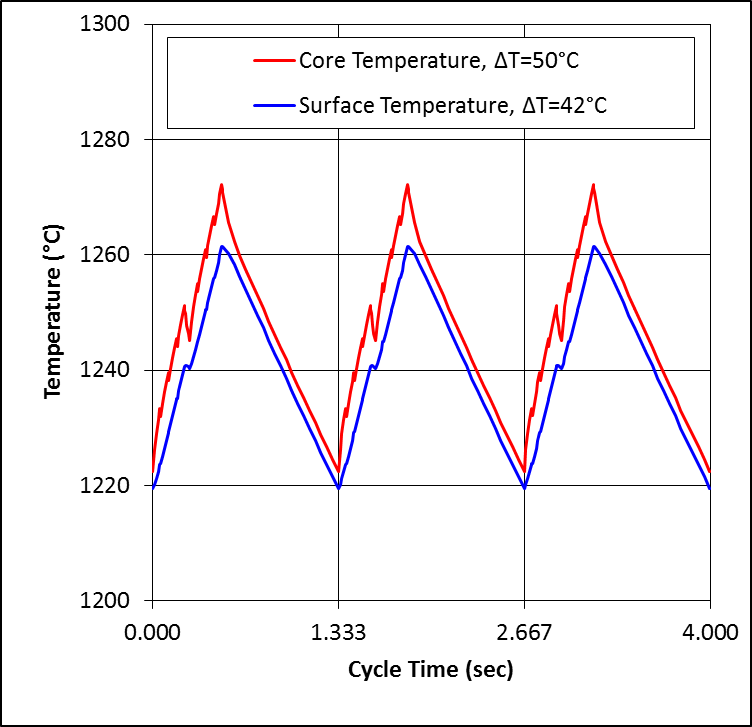 1300
Core Temperature, ΔT=50°C
Surface Temperature, ΔT=42°C
1280
1260
Temperature (°C)
1240
1220
1200
0.000 1.333 2.667 4.000
Cycle Time (sec)